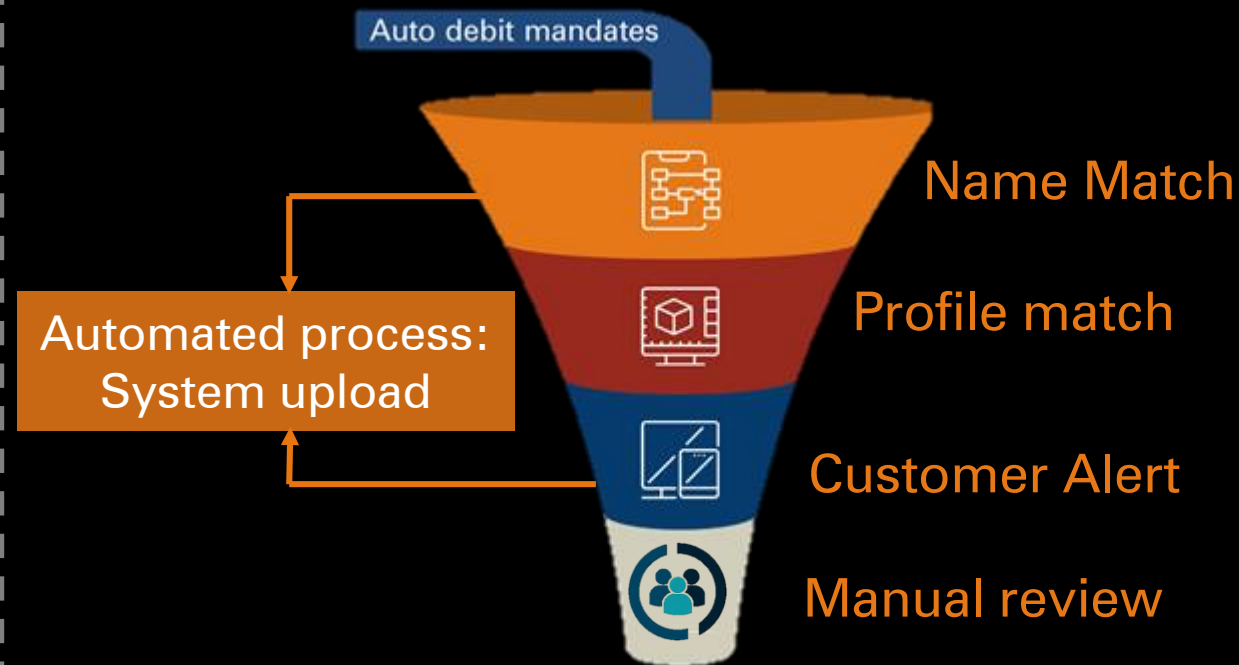 Auto debit mandates
Name Match
Automated process:
System upload
Profile match
Customer Alert
Manual review